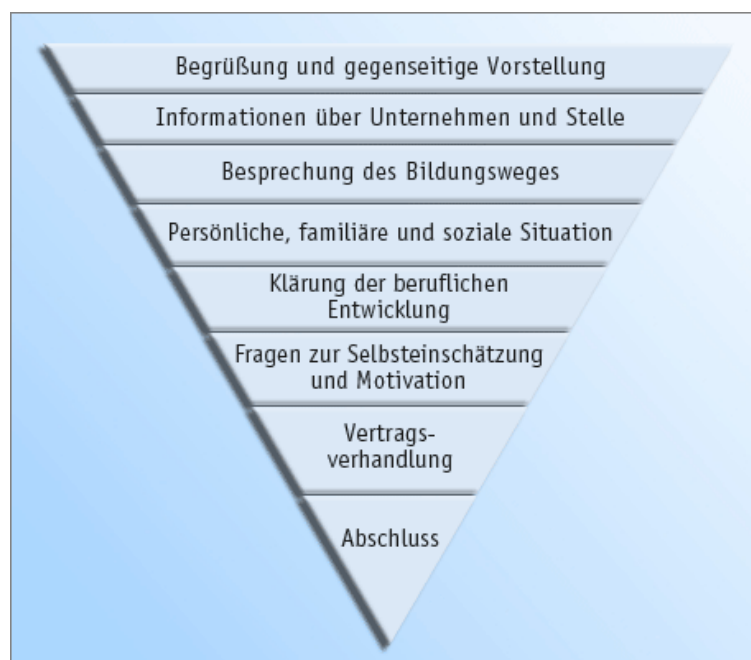 Begrüßung und gegenseitige Vorstellung
Informationen über Unternehmen und Stelle
Besprechung des Bildungsweges
Persönliche, familiäre und soziale Situation
Klärung der beruflichen
Entwicklung
Fragen zur Selbsteinschätzung
und Motivation
Vertrags-
verhandlung
Abschluss